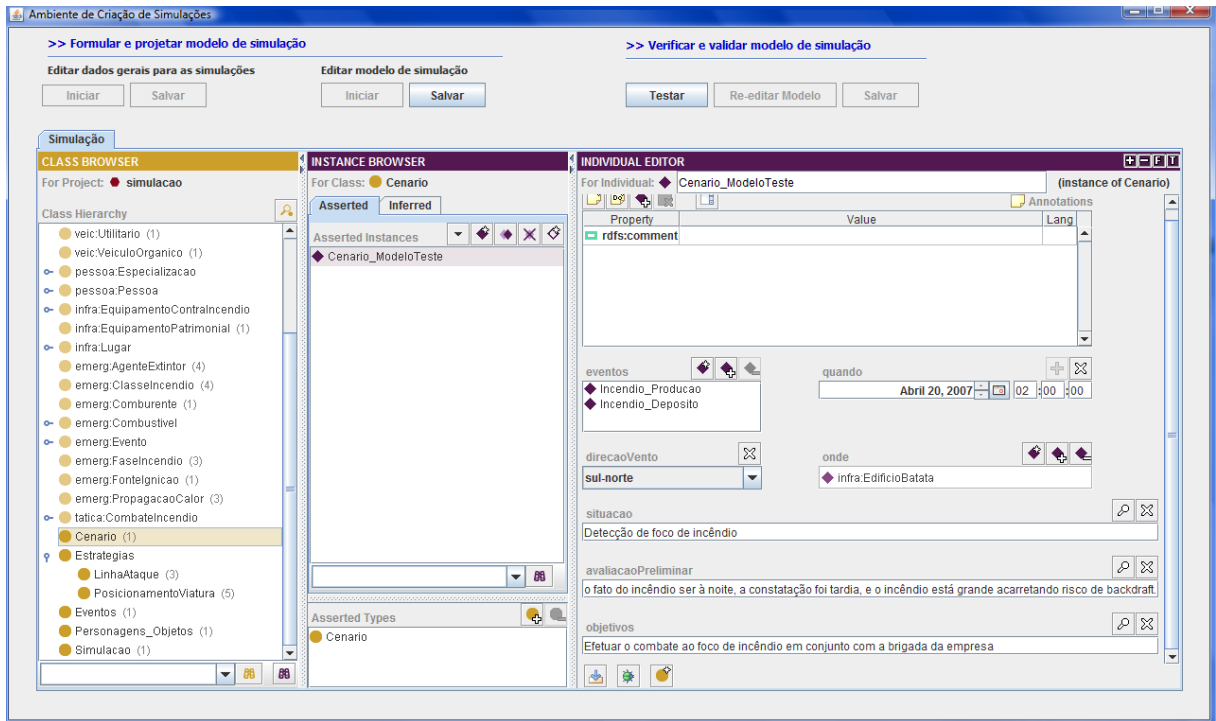 Ambiente de Criação de Simulações
>> Formular e projetar modelo de simulação
>> Verificar e validar modelo de simulação
Editar dados gerais para as simulações
Editar modelo de simulação
Iniciar Salvar Iniciar Salvar Testar Re-editar Modelo Salvar
Simulação
CLASS BROWSER
For Project: simulacao
Class Hierarchy
veic:Utilitario (1)
veic:VeiculoOrganico (1)
pessoa:Especializacao
pessoa:Pessoa
infra:EquipamentoContraIncendio
infra:EquipamentoPatrimonial (1)
infra:Lugar
emerg:AgenteExtintor (4)
emerg:ClasseIncendio (4)
emerg:Comburente (1)
emerg:Combustivel
emerg:Evento
emerg:FaseIncendio (3)
emerg:FonteIgnicao (1)
emerg:PropagacaoCalor (3)
tatica:CombateIncendio
Cenario (1)
Estrategias
LinhaAtaque (3)
PosicionamentoViatura (5)
Eventos (1)
Personagens_Objetos (1)
Simulacao (1)
INSTANCE BROWSER
For Class: Cenario
Asserted Inferred
Asserted Instances
Cenario_ModeloTeste
Asserted Types
Cenario
INDIVIDUAL EDITOR
For Individual: Cenario_ModeloTeste (instance of Cenario)
Annotations
Property Value Lang
rdfs:comment
eventos
Incendio_Producao
Incendio_Deposito
quando
Abril 20, 2007 02 :00 :00
direcaoVento
sul-norte
onde
infra:EdificioBatata
situacao
Detecção de foco de incêndio
avaliacaoPreliminar
o fato do incêndio ser à noite, a constatação foi tardia, e o incêndio está grande acarretando risco de backdraft.
objetivos
Efetuar o combate ao foco de incêndio em conjunto com a brigada da empresa